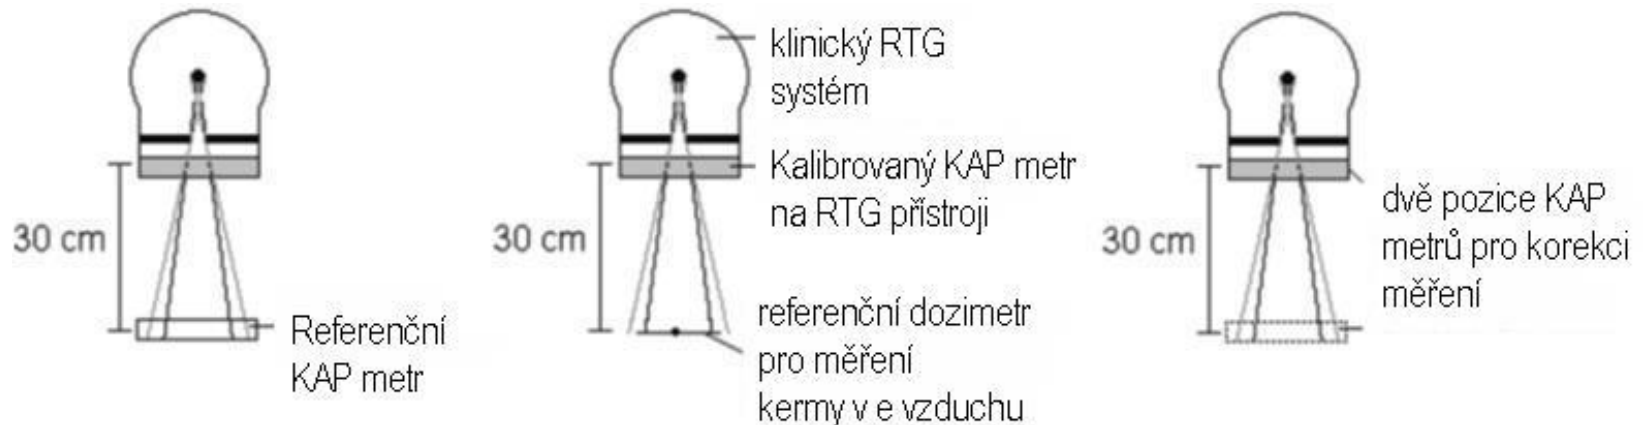 30 cm
Referenční
KAP metr
30 cm
klinický RTG
systém
Kalibrovaný KAP metr
na RTG přístroji
referenční dozimetr
pro měření
kermy v e vzduchu
30 cm
dvě pozice KAP
metrů pro korekci
měření